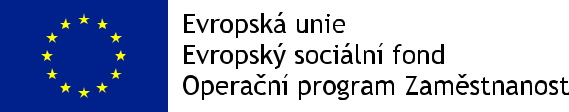 Evropská unie
Evropský sociální fond
Operační program Zaměstnanost